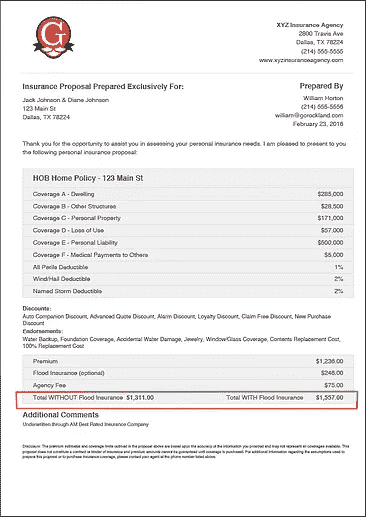 G
XYZ Insurance Agency
2800 Travis Ave
Dallas, TX 78224
(214) 555-5555
www.xyzinsuranceagency.com
Insurance Proposal Prepared Exclusively For:
Jack Johnson & Diane Johnson
123 Main St
Dallas, TX 78224
Prepared By
William Horton
(214) 555-5556
william@gorockland.com
February 23, 2016
Thank you for the opportunity to assist you in assessing your personal insurance needs. I am pleased to present to you
the following personal insurance proposal:
HOB Home Policy - 123 Main St
Coverage A - Dwelling $285,000
Coverage B - Other Structures $28,500
Coverage C - Personal Property $171,000
Coverage D - Loss of Use $57,000
Coverage E - Personal Liability $500,000
Coverage F - Medical Payments to Others $5,000
All Perils Deductible 1%
Wind/Hail Deductible 2%
Named Storm Deductible 2%
Discounts:
Auto Companion Discount, Advanced Quote Discount, Alarm Discount, Loyalty Discount, Claim Free Discount, New Purchase
Discount
Endorsements:
Water Backup, Foundation Coverage, Accidental Water Damage, Jewelry, Window/Glass Coverage, Contents Replacement Cost,
100% Replacement Cost
Premium $1,236.00
Flood Insurance (optional) $246.00
Agency Fee $75.00
Total WITHOUT Flood Insurance $1,311.00 Total WITH Flood Insurance $1,557.00
Additional Comments
Underwritten through AM Best Rated Insurance Company
Disclosure: The premium estimates and coverage limits outlined in the proposal above are based upon the accuracy of the information you provided and may not represent all coverages available. This
proposal does not constitute a contract or binder of insurance and premium amounts cannot be guaranteed until coverage is purchased. For additional information regarding the assumptions used to
prepare this proposal or to purchase insurance coverage, please contact your agent at the phone number listed above.